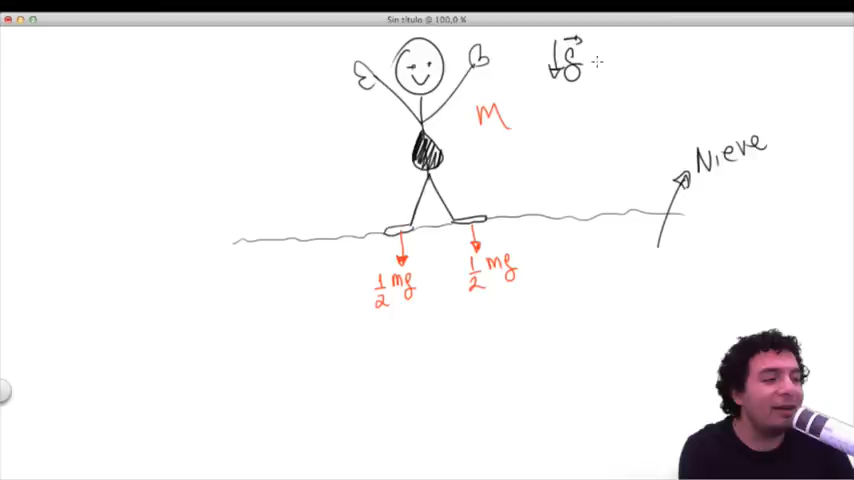 Sin título @ 100,0 %
g
m
Nieve
1/2 mg
1/2 mg